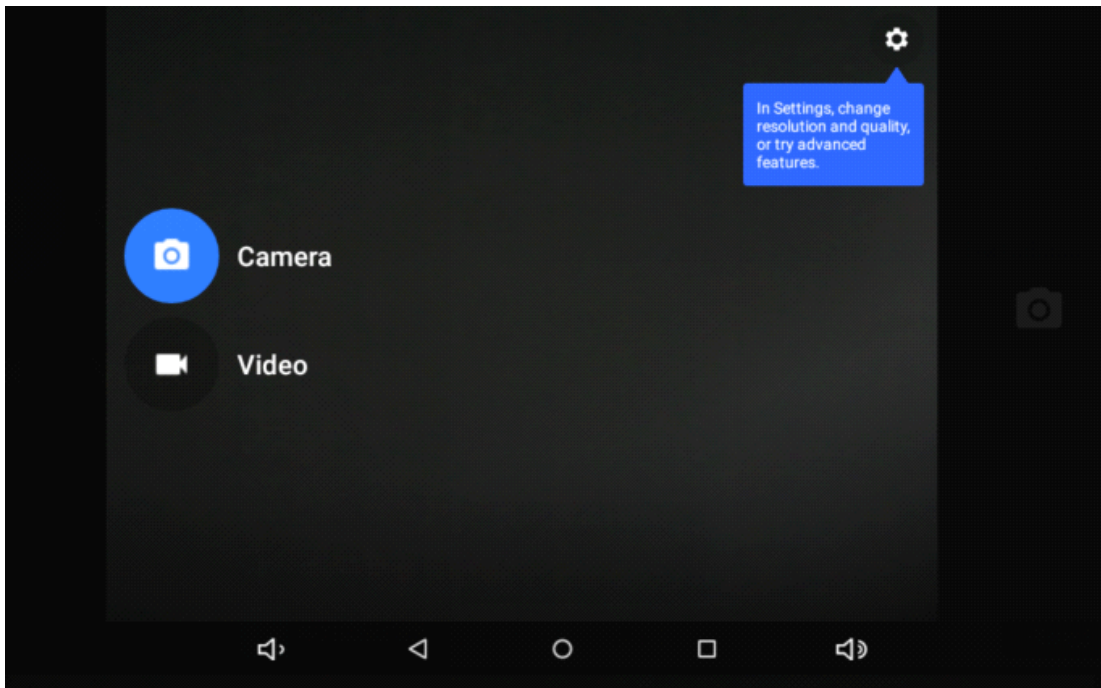 In Settings, change
resolution and quality,
or try advanced
features.
Camera
Video